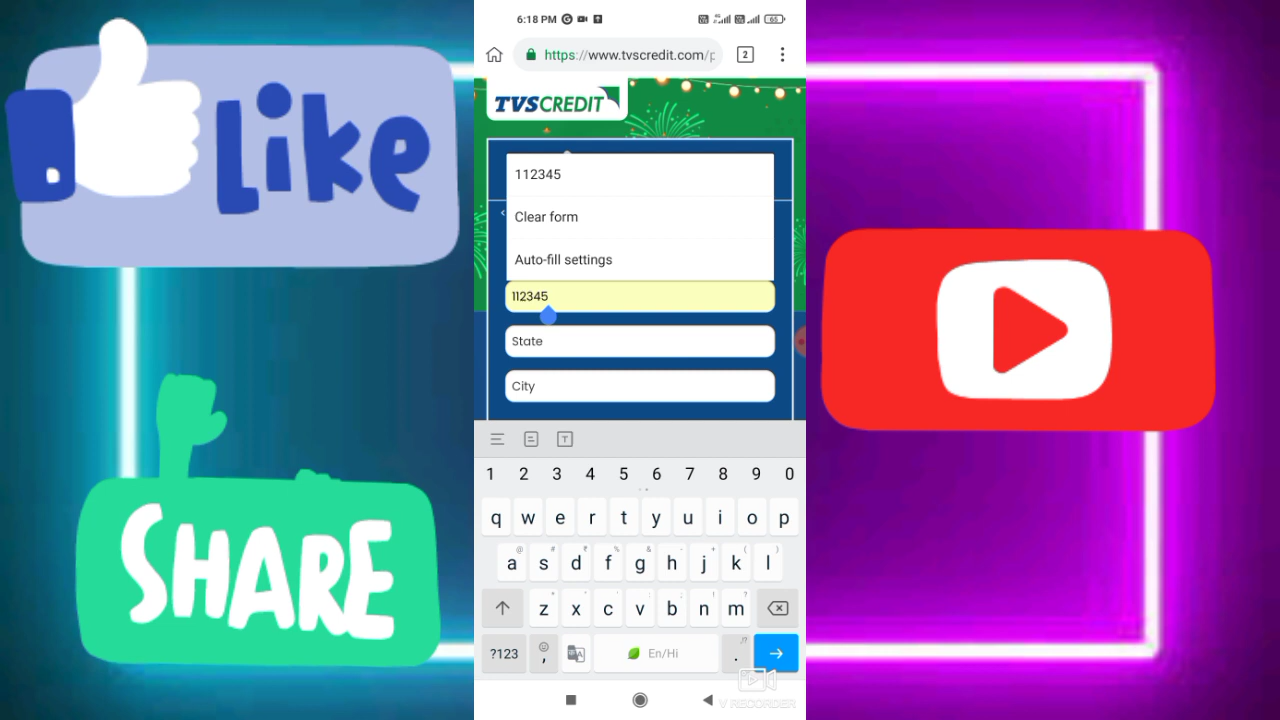 Like
SHARE
6:18 PM
65
https://www.tvscredit.com/p
2
TVS CREDIT
112345
Clear form
Auto-fill settings
112345
State
City
1 2 3 4 5 6 7 8 9 0
q w e r t y u i o p
@ # ₹ % & - + ( )
a s d f g h j k l
z x c v b n m
?123 , En/Hi .
V RECORDER